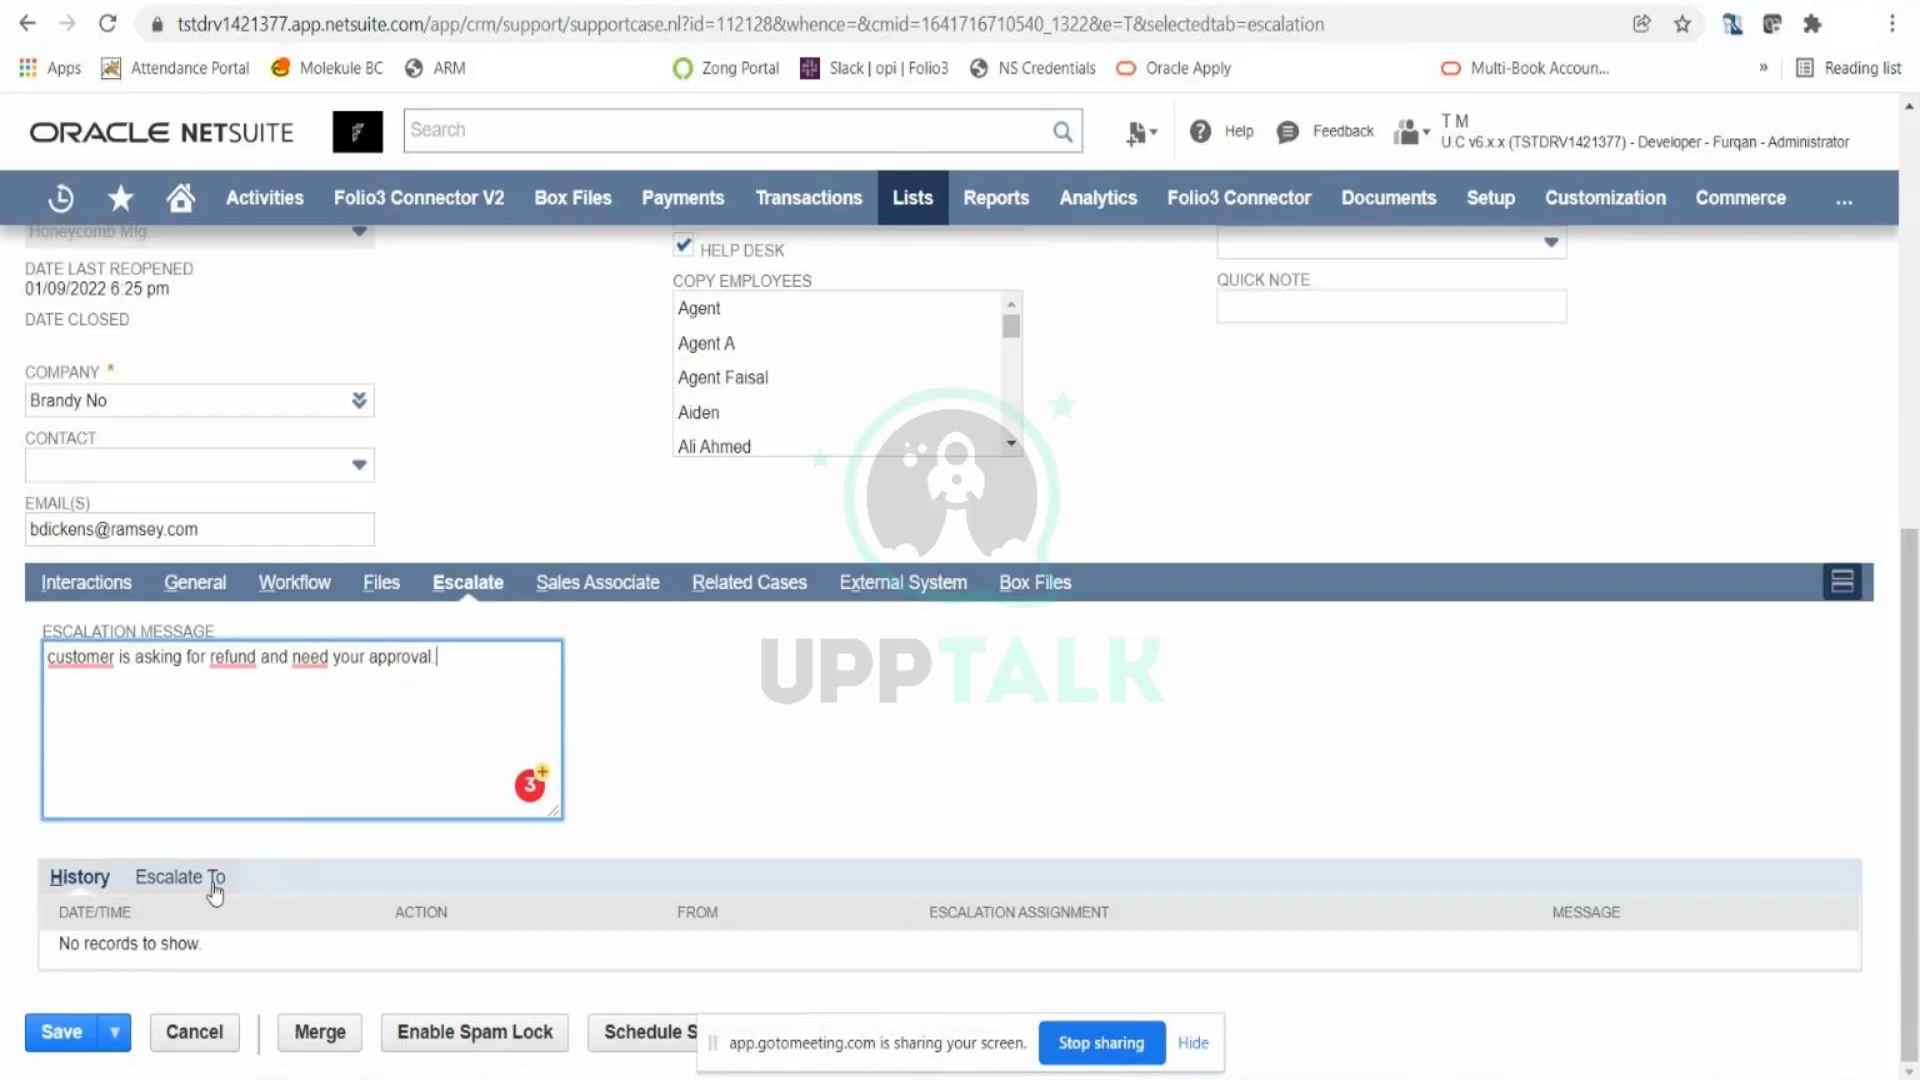 tstdrv1421377.app.netsuite.com/app/crm/support/supportcase.nl?id=112128&whence=&cmid=1641716710540_1322&e=T&selectedtab=escalation
Apps Attendance Portal Molekule BC ARM Zong Portal Slack | opi | Folio3 NS Credentials Oracle Apply Multi-Book Accoun... » Reading list
ORACLE NETSUITE Search Help Feedback T M
U.C v6.x.x (TSTDRV1421377) - Developer - Furqan - Administrator
Activities Folio3 Connector V2 Box Files Payments Transactions Lists Reports Analytics Folio3 Connector Documents Setup Customization Commerce ...
Honeycomb Mfg.
HELP DESK
DATE LAST REOPENED
01/09/2022 6:25 pm
DATE CLOSED
COMPANY *
Brandy No
CONTACT
EMAIL(S)
bdickens@ramsey.com
COPY EMPLOYEES
Agent
Agent A
Agent Faisal
Aiden
Ali Ahmed
QUICK NOTE
Interactions General Workflow Files Escalate Sales Associate Related Cases External System Box Files
ESCALATION MESSAGE
customer is asking for refund and need your approval.
3
UPPTALK
History Escalate To
DATE/TIME ACTION FROM ESCALATION ASSIGNMENT MESSAGE
No records to show.
Save Cancel Merge Enable Spam Lock Schedule S
app.gotomeeting.com is sharing your screen. Stop sharing Hide